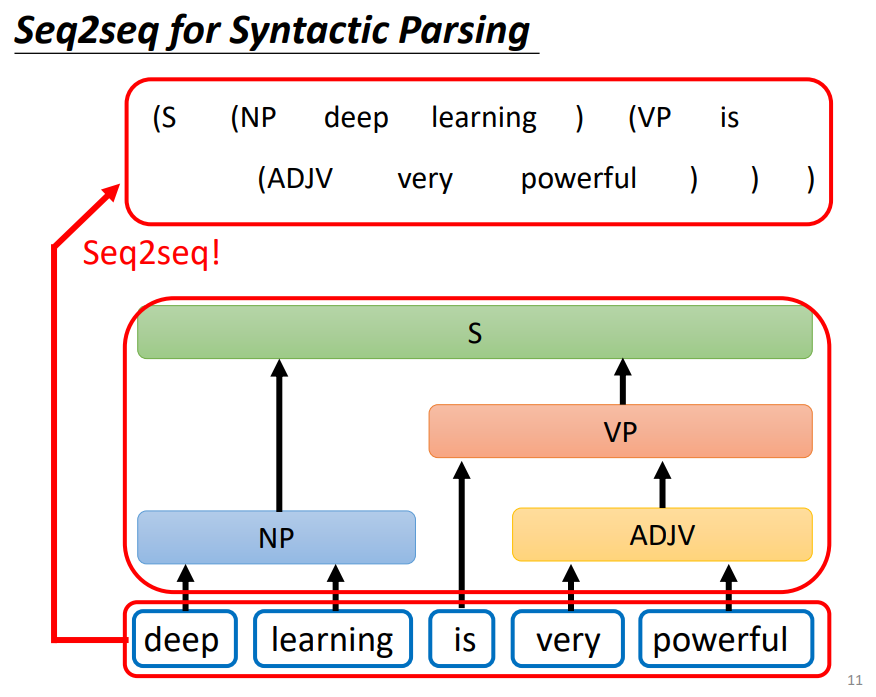 Seq2seq for Syntactic Parsing
(S (NP deep learning ) (VP is
(ADJV very powerful ) ) )
Seq2seq!
S
VP
NP ADJV
deep learning is very powerful
11